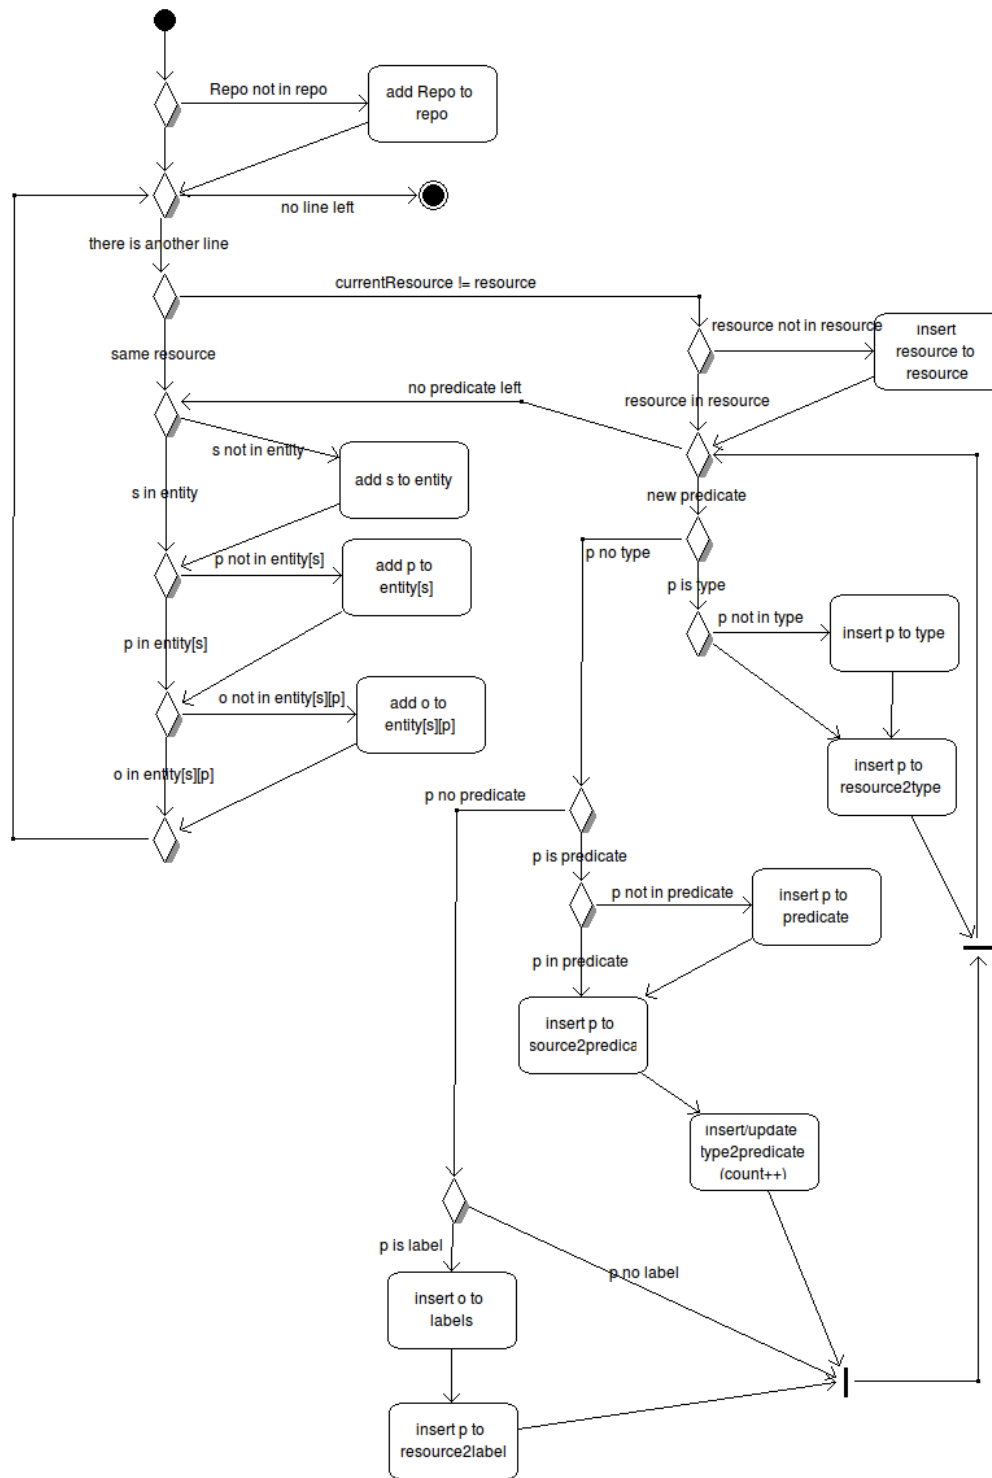 Repo not in repo
add Repo to
repo
no line left
there is another line
currentResource != resource
resource not in resource
insert
resource to
resource
same resource
no predicate left
resource in resource
s not in entity
add s to entity
s in entity
new predicate
p not in entity[s]
add p to
entity[s]
p no type
p is type
p not in type
insert p to type
p in entity[s]
o not in entity[s][p]
add o to
entity[s][p]
insert p to
resource2type
o in entity[s][p]
p no predicate
p is predicate
p not in predicate
insert p to
predicate
p in predicate
insert p to
source2predica
insert/update
type2predicate
(count++)
p is label
p no label
insert o to
labels
insert p to
resource2label